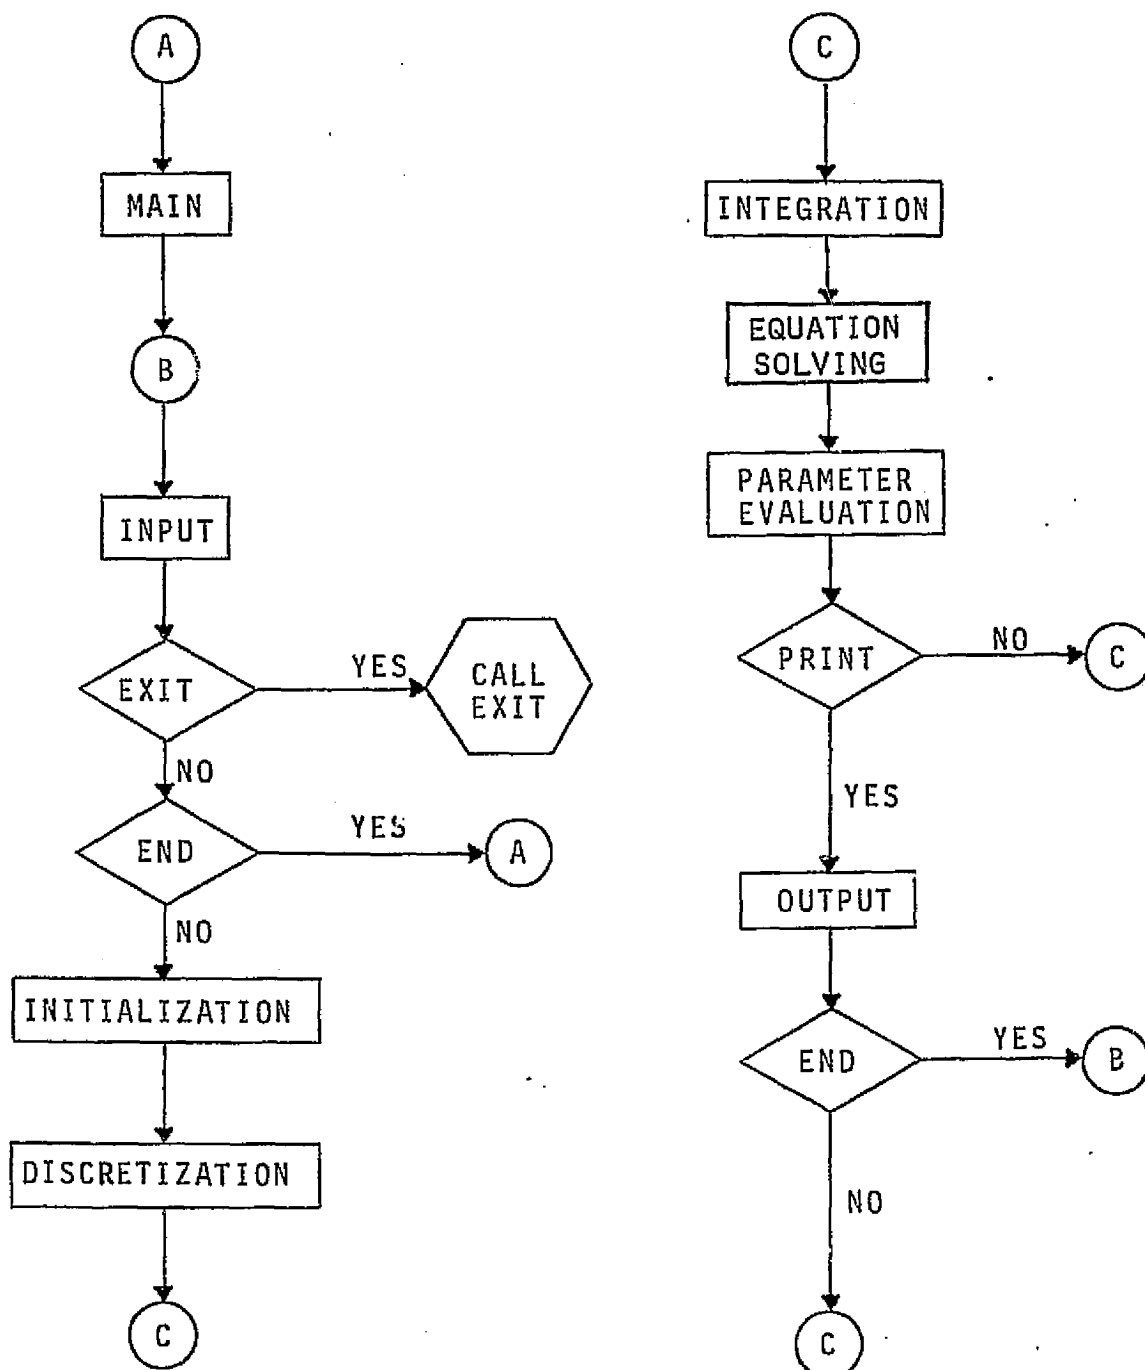 A
MAIN
B
INPUT
EXIT
YES
CALL
EXIT
NO
END
YES
A
NO
INITIALIZATION
DISCRETIZATION
C
C
INTEGRATION
EQUATION
SOLVING
PARAMETER
EVALUATION
PRINT
NO
C
YES
OUTPUT
END
YES
B
NO
C